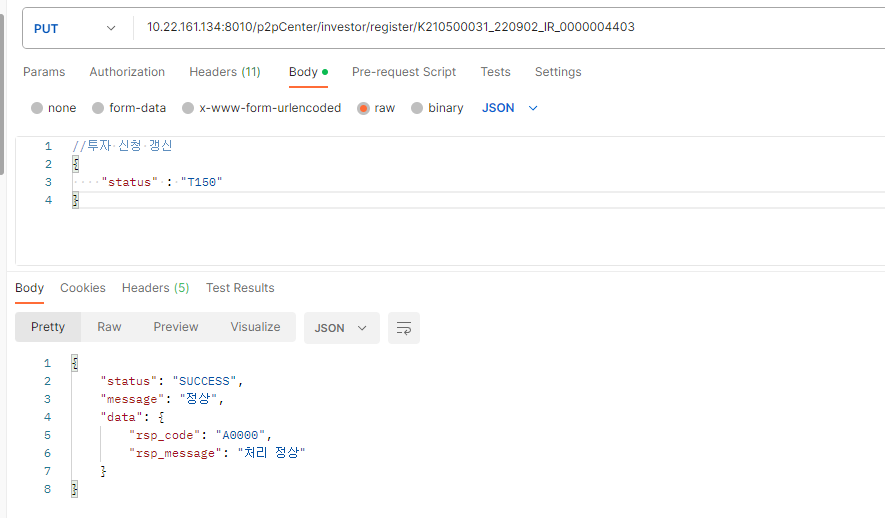 PUT 10.22.161.134:8010/p2pCenter/investor/register/K210500031_220902_IR_0000004403
Params Authorization Headers (11) Body Pre-request Script Tests Settings
none form-data x-www-form-urlencoded raw binary JSON
1 //투자 신청 갱신
2 {
3 "status" : "T150"
4 }
Body Cookies Headers (5) Test Results
Pretty Raw Preview Visualize JSON
1 {
2 "status": "SUCCESS",
3 "message": "정상",
4 "data": {
5 "rsp_code": "A0000",
6 "rsp_message": "처리 정상"
7 }
8 }